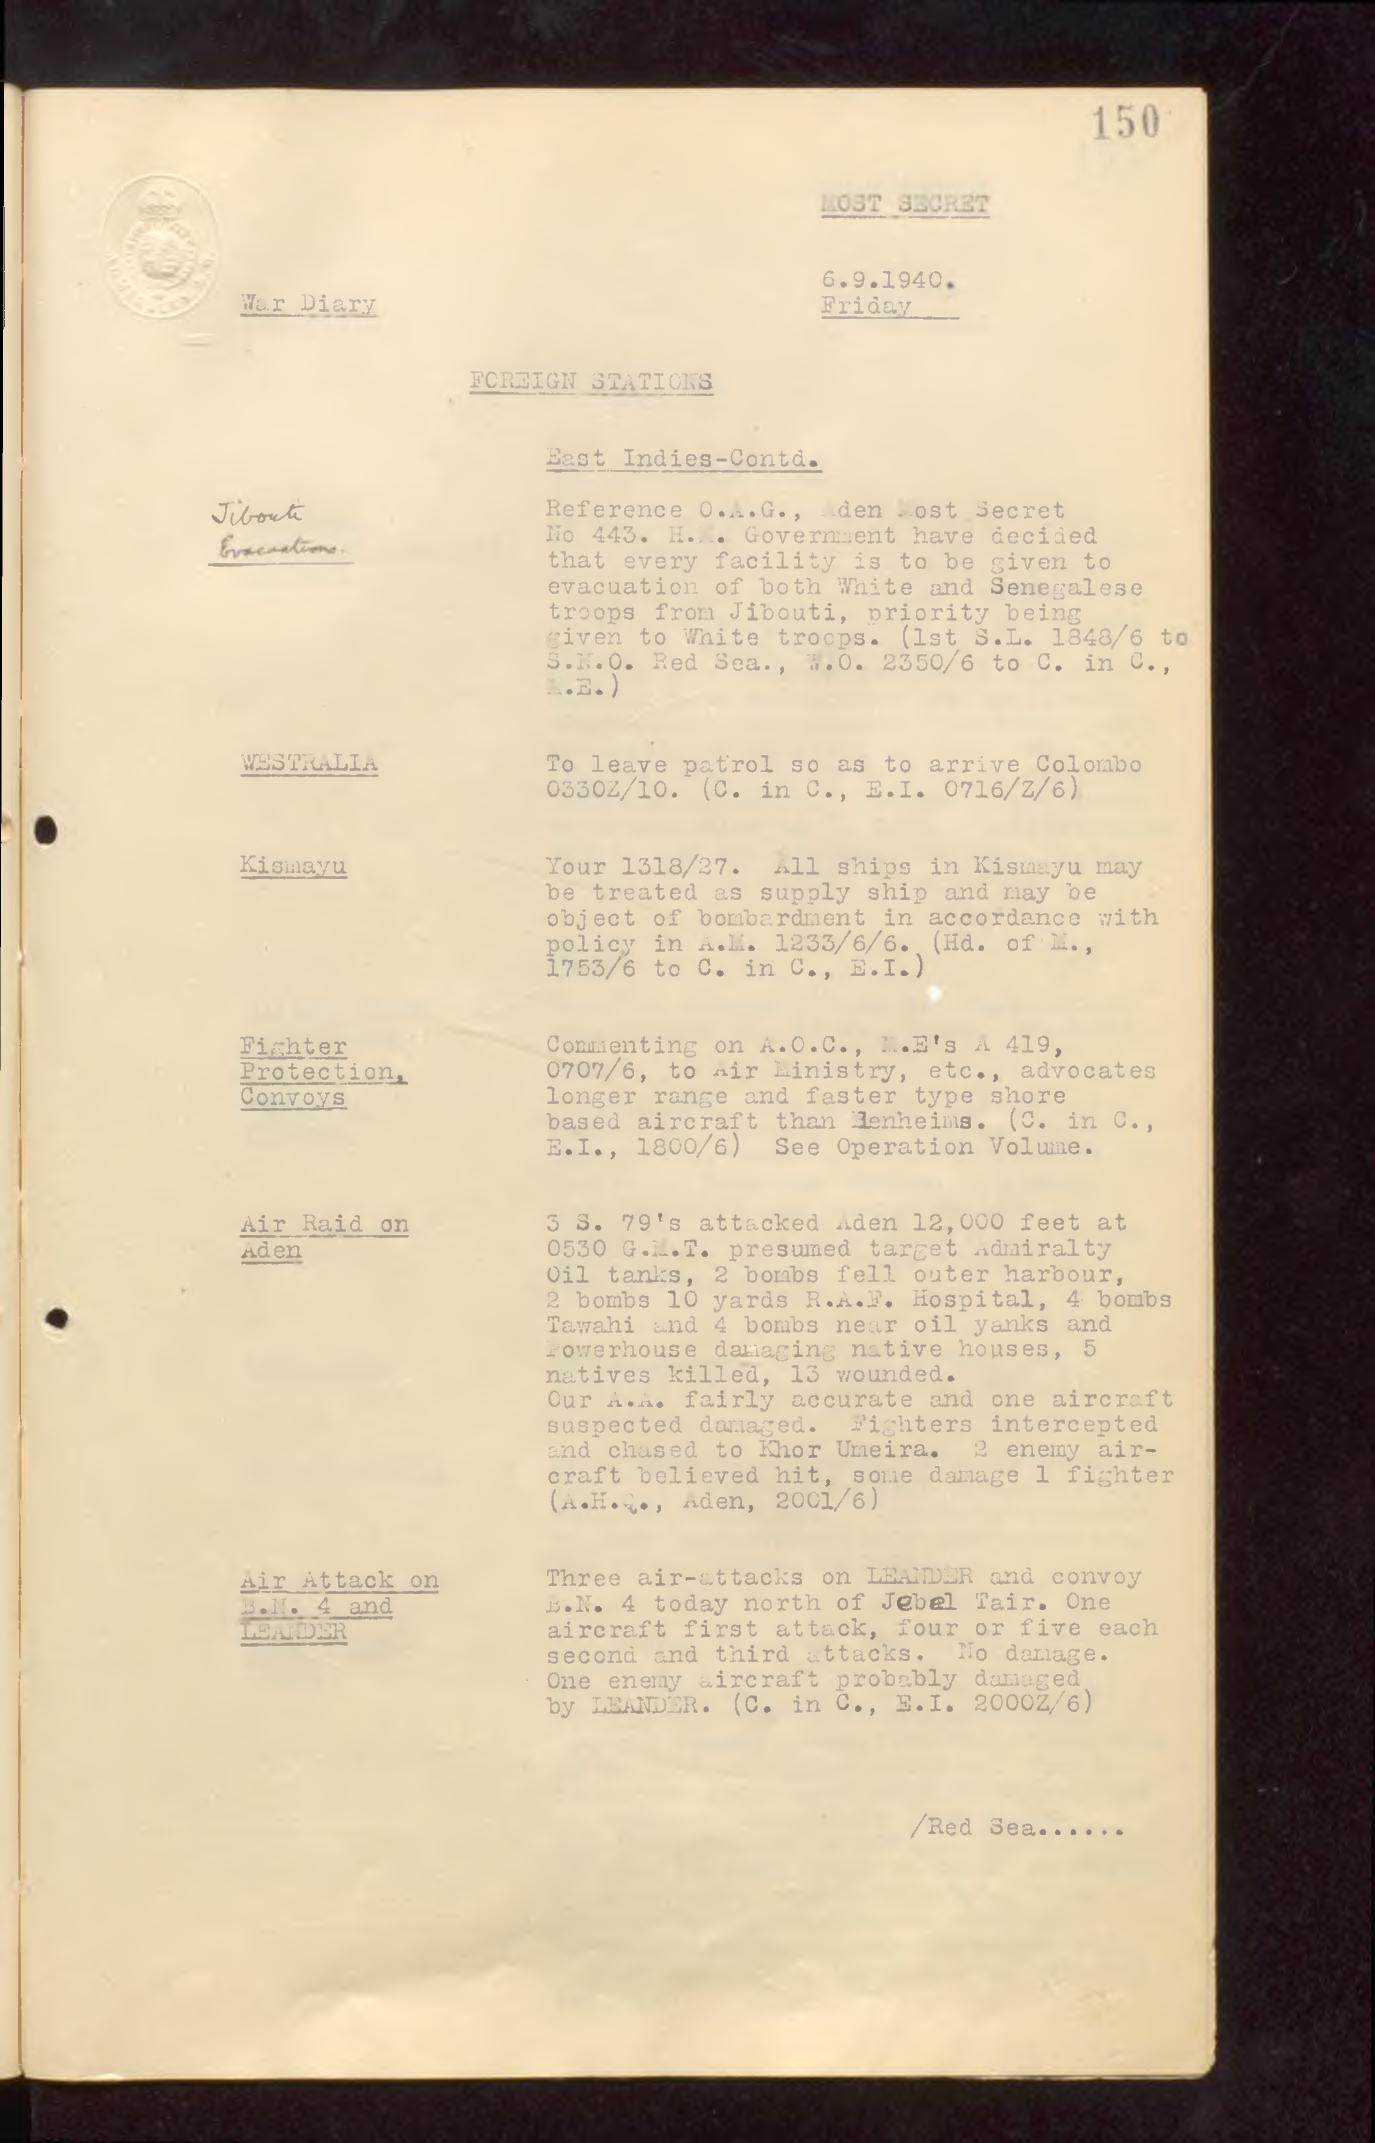 150
MOST SECRET
6.9.1940.
War Diary
Friday
FOREIGN STATIONS
East Indies-Contd.
Jibouti
Evacuations.
Reference O.A.G., Aden Most Secret
No 443. H.M. Government have decided
that every facility is to be given to
evacuation of both White and Senegalese
troops from Jibouti, priority being
given to White troops. (1st S.L. 1848/6 to
S.N.O. Red Sea., W.O. 2350/6 to C. in C.,
M.E.)
WESTRALIA
To leave patrol so as to arrive Colombo
0330Z/10. (C. in C., E.I. 0716/Z/6)
Kismayu
Your 1318/27. All ships in Kismayu may
be treated as supply ship and may be
object of bombardment in accordance with
policy in A.M. 1233/6/6. (Hd. of M.,
1753/6 to C. in C., E.I.)
Fighter
Protection,
Convoys
Commenting on A.O.C., M.E's A 419,
0707/6, to Air Ministry, etc., advocates
longer range and faster type shore
based aircraft than Blenheims. (C. in C.,
E.I., 1800/6) See Operation Volume.
Air Raid on
Aden
3 S. 79's attacked Aden 12,000 feet at
0530 G.M.T. presumed target Admiralty
Oil tanks, 2 bombs fell outer harbour,
2 bombs 10 yards R.A.F. Hospital, 4 bombs
Tawahi and 4 bombs near oil yanks and
Powerhouse damaging native houses, 5
natives killed, 13 wounded.
Our A.A. fairly accurate and one aircraft
suspected damaged. Fighters intercepted
and chased to Khor Umeira. 2 enemy air-
craft believed hit, some damage 1 fighter
(A.H.Q., Aden, 2001/6)
Air Attack on
B.N. 4 and
LEANDER
Three air-attacks on LEANDER and convoy
B.N. 4 today north of Jebel Tair. One
aircraft first attack, four or five each
second and third attacks. No damage.
One enemy aircraft probably damaged
by LEANDER. (C. in C., E.I. 2000Z/6)
/Red Sea......